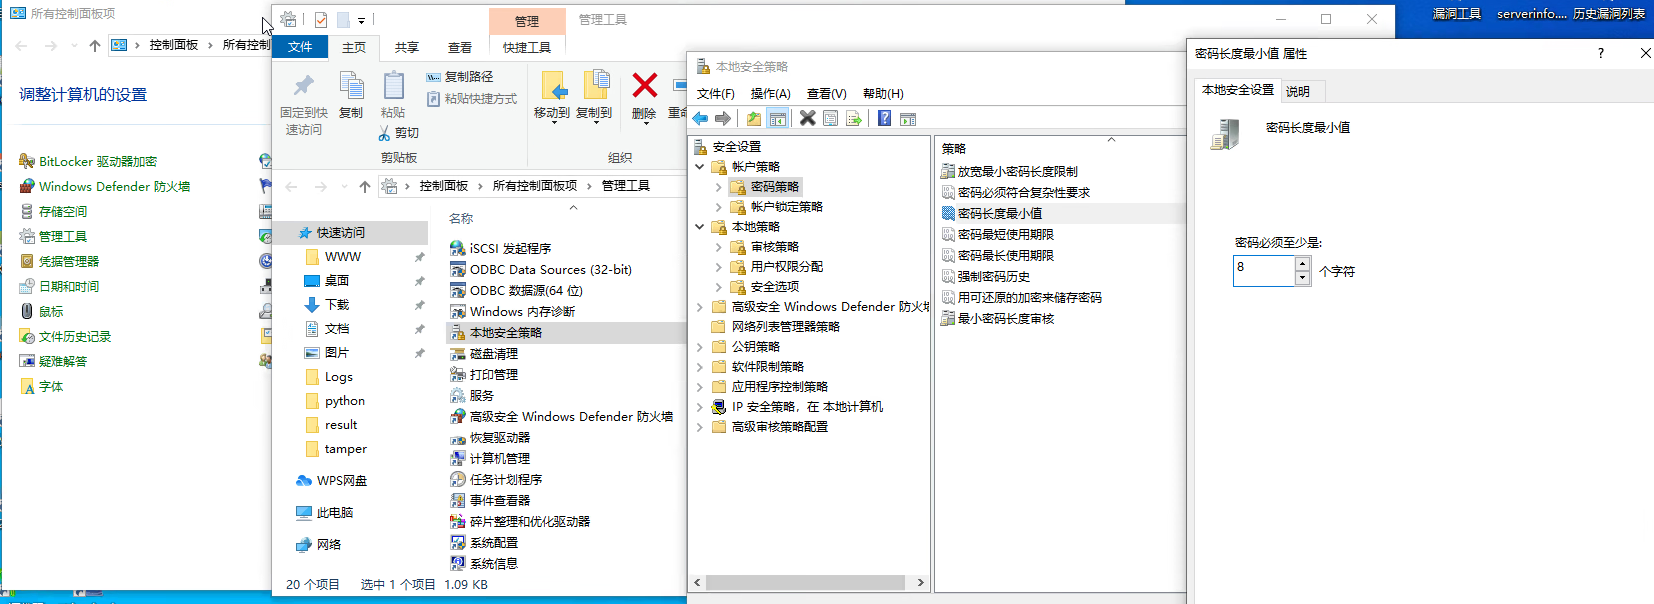 所有控制面板项
控制面板
所有控制
调整计算机的设置
BitLocker 驱动器加密
Windows Defender 防火墙
存储空间
管理工具
凭据管理器
日期和时间
鼠标
文件历史记录
疑难解答
字体
管理
管理工具
文件
主页
共享
查看
快捷工具
固定到快
速访问
复制
粘贴
复制路径
粘贴快捷方式
剪切
剪贴板
移动到
复制到
删除
重命
组织
控制面板
所有控制面板项
管理工具
快速访问
WWW
桌面
下载
文档
图片
Logs
python
result
tamper
WPS网盘
此电脑
网络
名称
iSCSI 发起程序
ODBC Data Sources (32-bit)
ODBC 数据源(64 位)
Windows 内存诊断
本地安全策略
磁盘清理
打印管理
服务
高级安全 Windows Defender 防火墙
恢复驱动器
计算机管理
任务计划程序
事件查看器
碎片整理和优化驱动器
系统配置
系统信息
20 个项目
选中 1 个项目
1.09 KB
本地安全策略
文件(F)
操作(A)
查看(V)
帮助(H)
安全设置
帐户策略
密码策略
帐户锁定策略
本地策略
审核策略
用户权限分配
安全选项
高级安全 Windows Defender 防火墙
网络列表管理器策略
公钥策略
软件限制策略
应用程序控制策略
IP 安全策略，在 本地计算机
高级审核策略配置
策略
放宽最小密码长度限制
密码必须符合复杂性要求
密码长度最小值
密码最短使用期限
密码最长使用期限
强制密码历史
用可还原的加密来储存密码
最小密码长度审核
漏洞工具
serverinfo....
历史漏洞列表
密码长度最小值 属性
本地安全设置
说明
密码长度最小值
密码必须至少是:
8
个字符